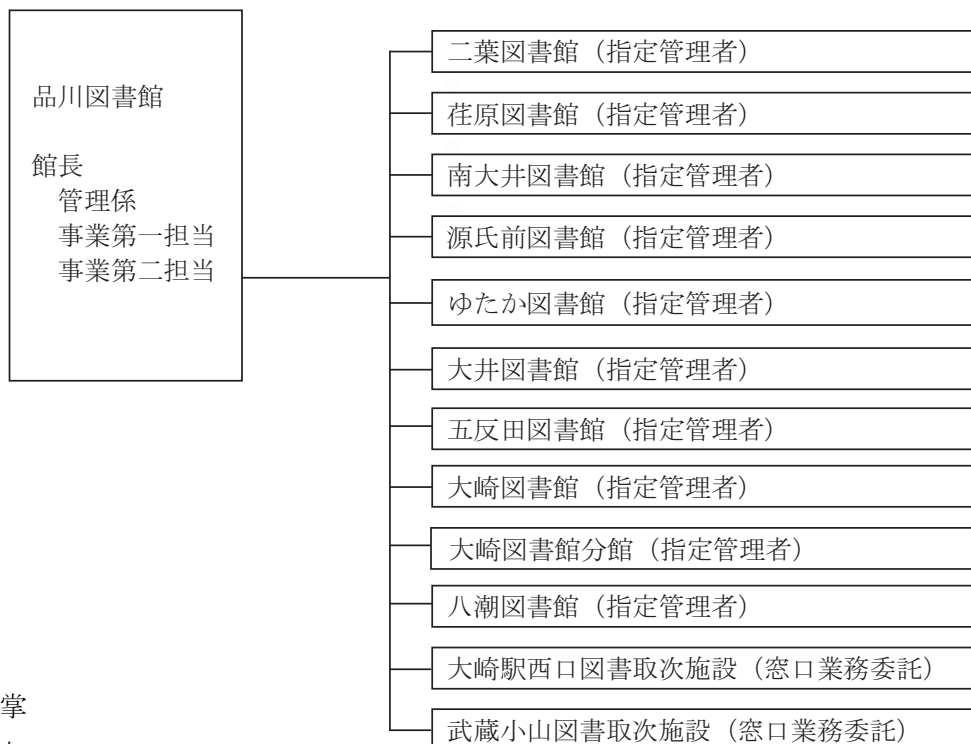 品川図書館
館長
管理係
事業第一担当
事業第二担当
二葉図書館（指定管理者）
荏原図書館（指定管理者）
南大井図書館（指定管理者）
源氏前図書館（指定管理者）
ゆたか図書館（指定管理者）
大井図書館（指定管理者）
五反田図書館（指定管理者）
大崎図書館（指定管理者）
大崎図書館分館（指定管理者）
八潮図書館（指定管理者）
大崎駅西口図書取次施設（窓口業務委託）
武蔵小山図書取次施設（窓口業務委託）
掌